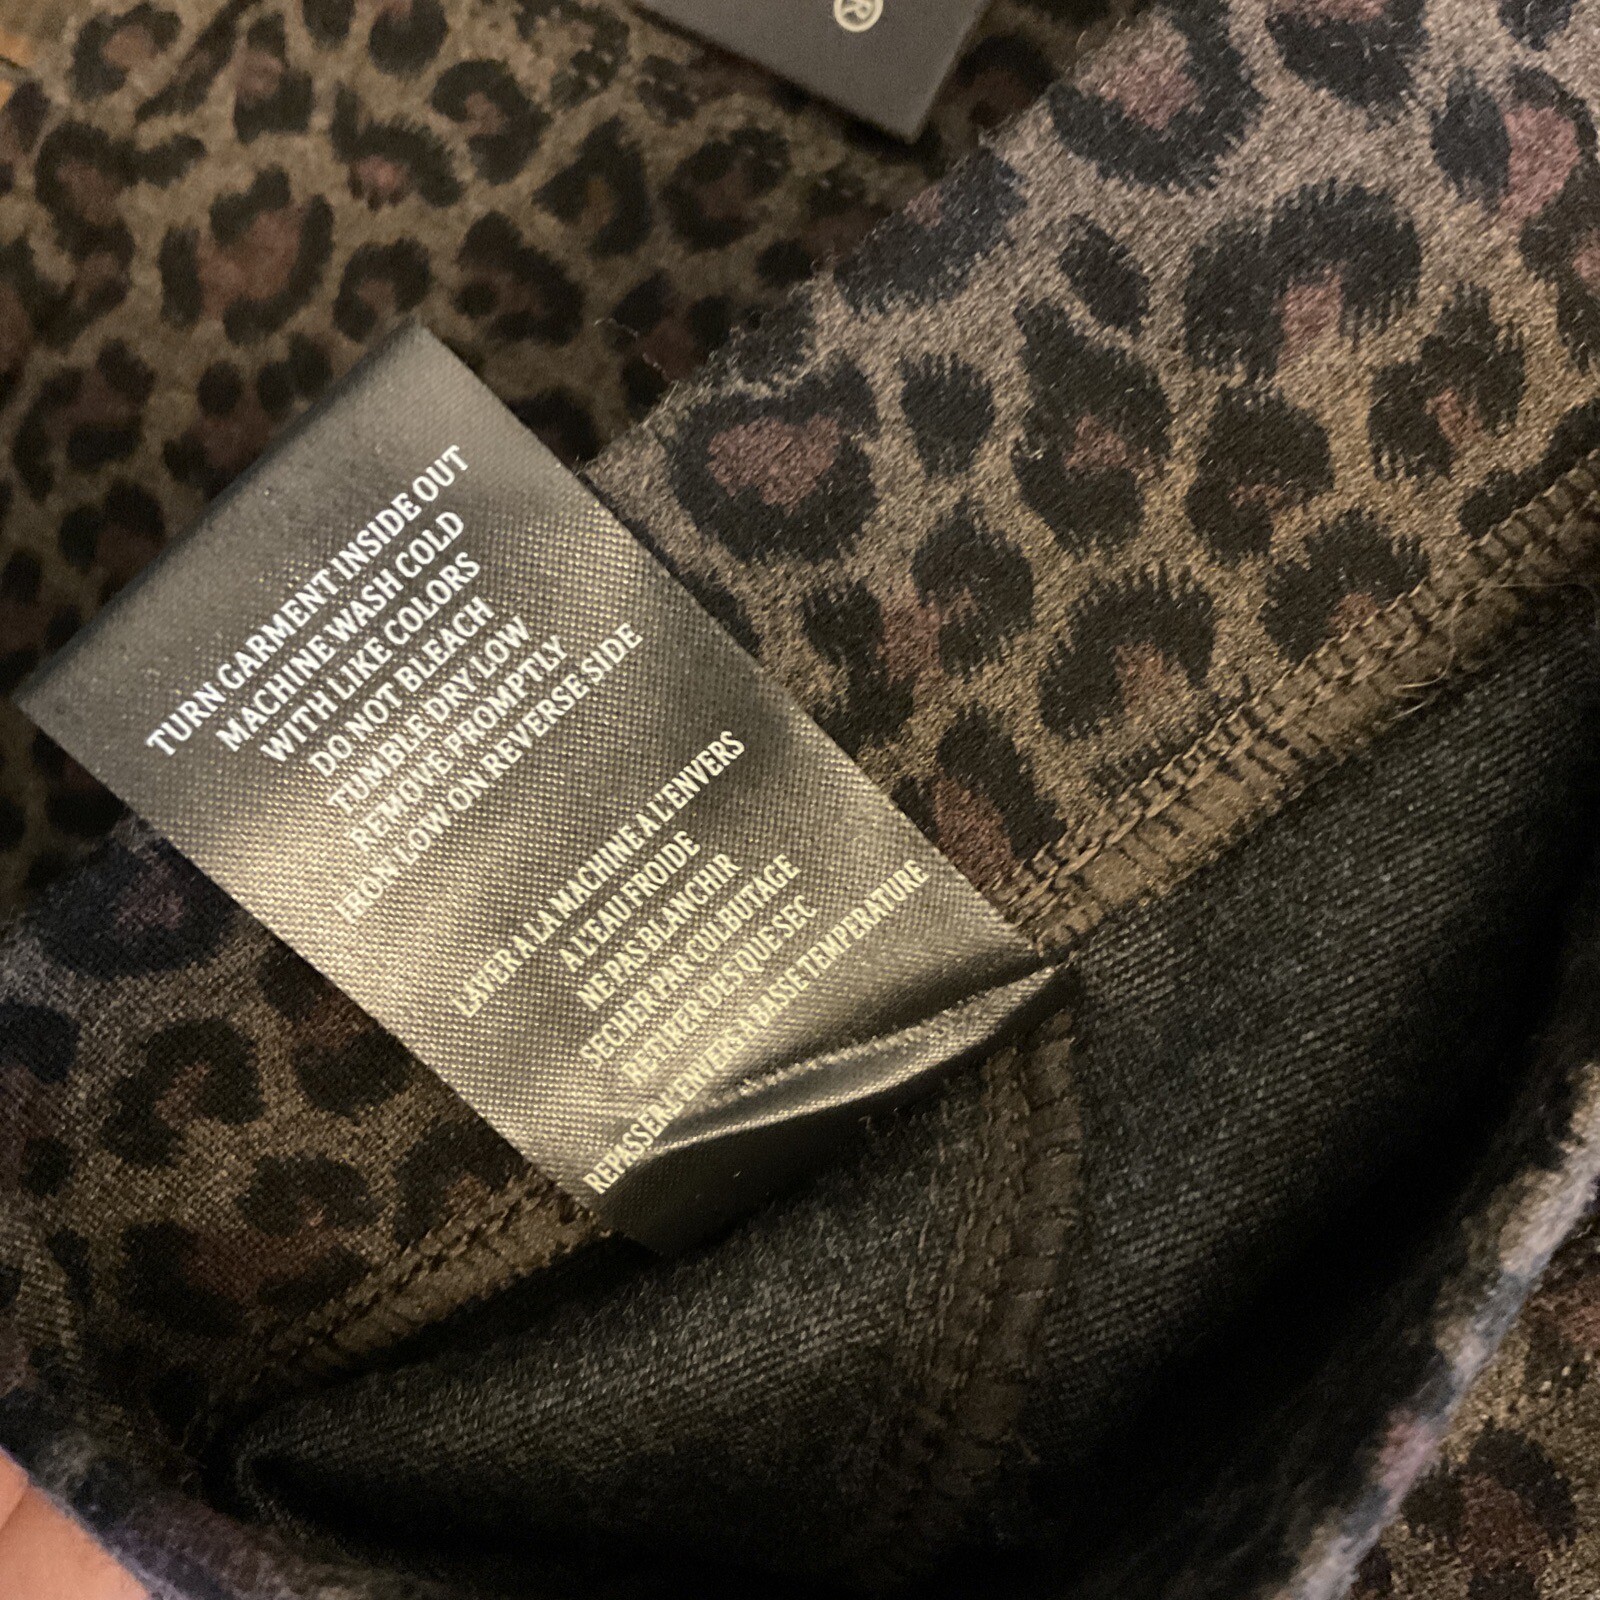 ®
TURN GARMENT INSIDE OUT
MACHINE WASH COLD
WITH LIKE COLORS
DO NOT BLEACH
TUMBLE DRY LOW
REMOVE PROMPTLY
IRON LOW ON REVERSE SIDE
LAVER A LA MACHINE A L'ENVERS
A L'EAU FROIDE
NE PAS BLANCHIR
SECHER PAR CULBUTAGE
RETIRER DES QUE SEC
REPASSER L'ENVERS A BASSE TEMPERATURE